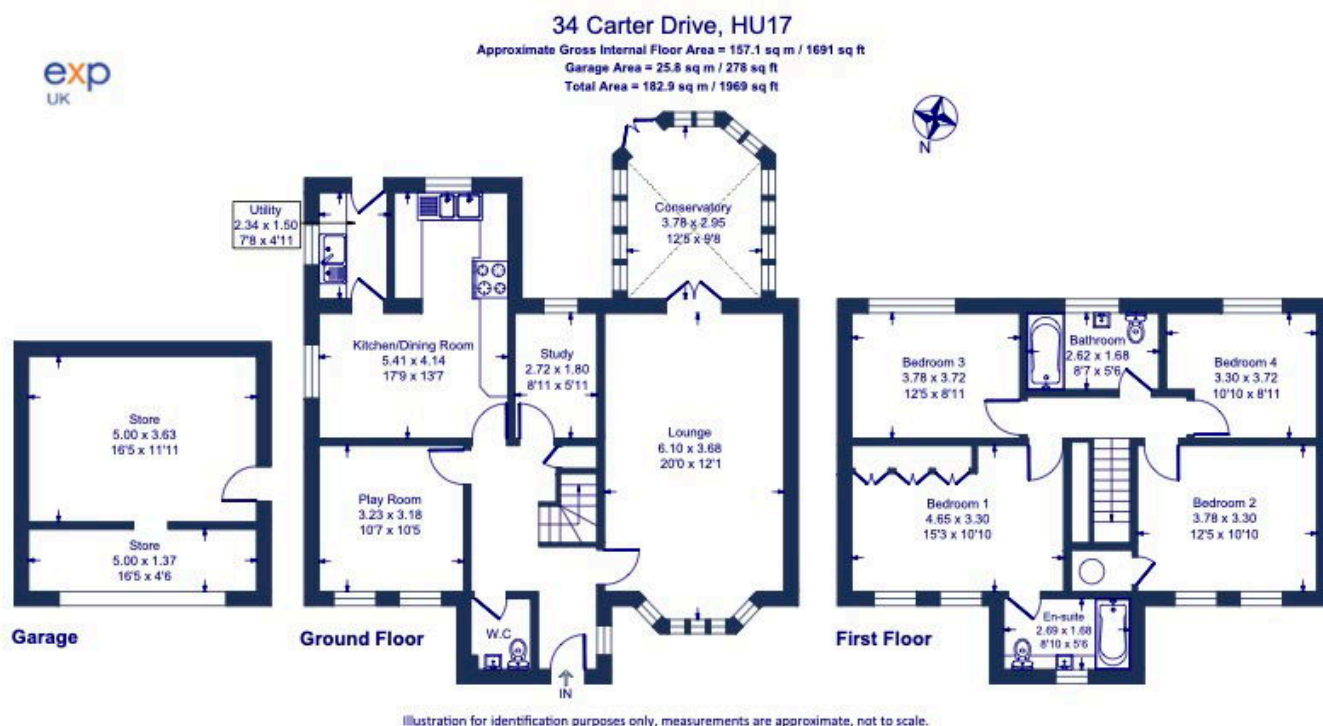 34 Carter Drive, HU17
Approximate Gross Internal Floor Area = 157.1 sq m / 1691 sq ft
Garage Area = 25.8 sq m / 278 sq ft
Total Area = 182.9 sq m / 1969 sq ft
exp
UK
N
Utility
2.34 x 1.50
7'8 x 4'11
Conservatory
3.78 x 2.95
12'5 x 9'8
Kitchen/Dining Room
5.41 x 4.14
17'9 x 13'7
Study
2.72 x 1.80
8'11 x 5'11
Lounge
6.10 x 3.68
20'0 x 12'1
Play Room
3.23 x 3.18
10'7 x 10'5
W.C
IN
Store
5.00 x 3.63
16'5 x 11'11
Store
5.00 x 1.37
16'5 x 4'6
Garage
Ground Floor
Bedroom 3
3.78 x 3.72
12'5 x 8'11
Bathroom
2.62 x 1.68
8'7 x 5'6
Bedroom 4
3.30 x 3.72
10'10 x 8'11
Bedroom 1
4.65 x 3.30
15'3 x 10'10
Bedroom 2
3.78 x 3.30
12'5 x 10'10
En-suite
2.69 x 1.68
8'10 x 5'6
First Floor
Illustration for identification purposes only, measurements are approximate, not to scale.